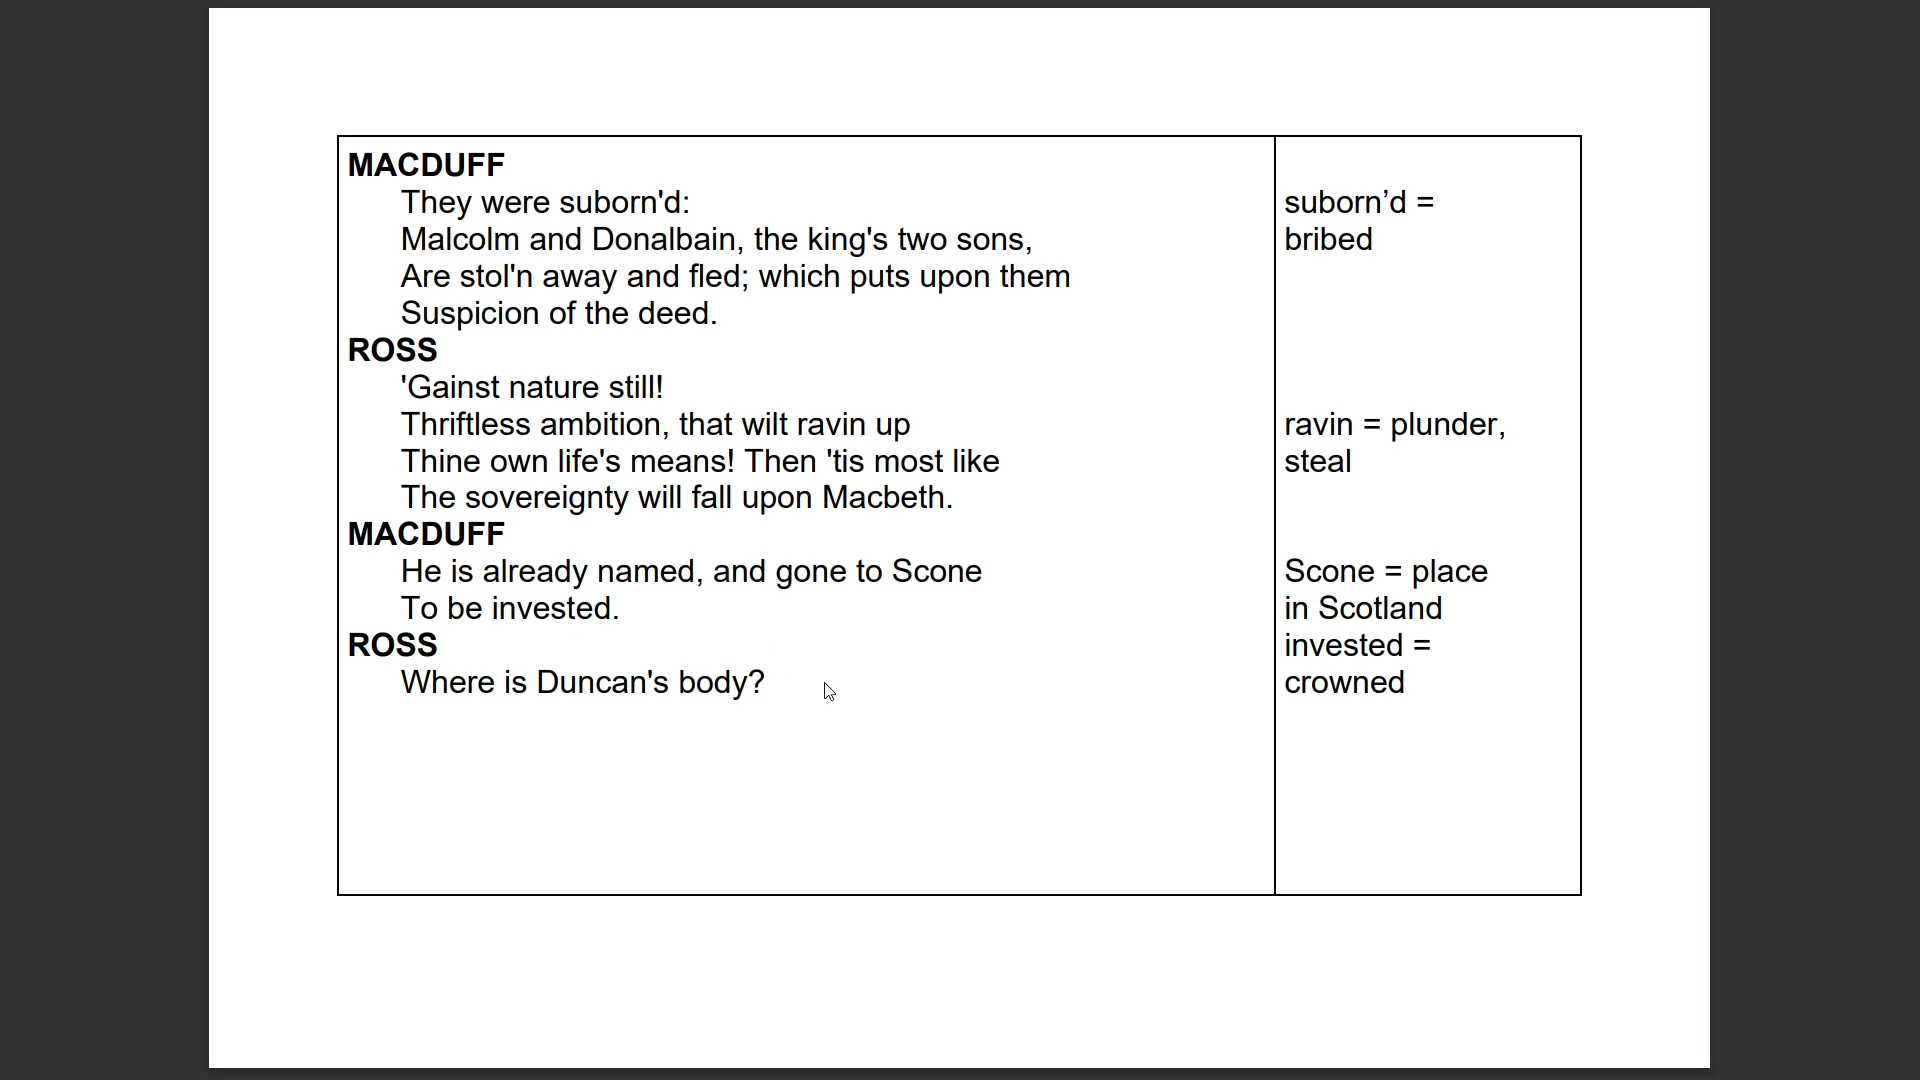 MACDUFF
They were suborn'd:
Malcolm and Donalbain, the king's two sons,
Are stol'n away and fled; which puts upon them
Suspicion of the deed.
ROSS
'Gainst nature still!
Thriftless ambition, that wilt ravin up
Thine own life's means! Then 'tis most like
The sovereignty will fall upon Macbeth.
MACDUFF
He is already named, and gone to Scone
To be invested.
ROSS
Where is Duncan's body?
suborn’d =
bribed
ravin = plunder,
steal
Scone = place
in Scotland
invested =
crowned